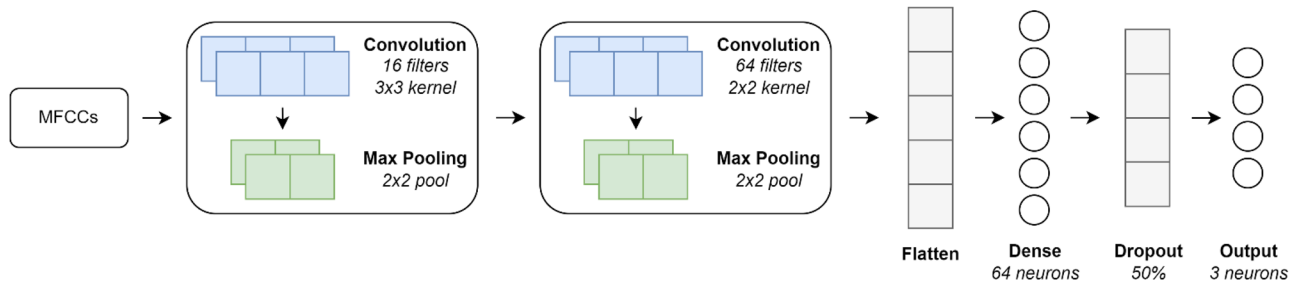 MFCCs
Convolution
16 filters
3x3 kernel
Max Pooling
2x2 pool
Convolution
64 filters
2x2 kernel
Max Pooling
2x2 pool
Flatten
Dense
64 neurons
Dropout
50%
Output
3 neurons